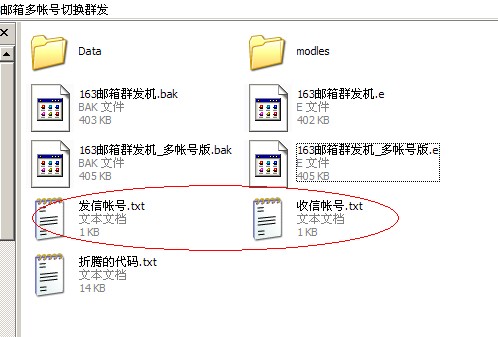 邮箱多帐号切换群发
Data
modles
163邮箱群发机.bak
BAK 文件
403 KB
163邮箱群发机.e
E 文件
402 KB
163邮箱群发机_多帐号版.bak
BAK 文件
405 KB
163邮箱群发机_多帐号版.e
E 文件
405 KB
发信帐号.txt
文本文档
1 KB
收信帐号.txt
文本文档
1 KB
折腾的代码.txt
文本文档
14 KB